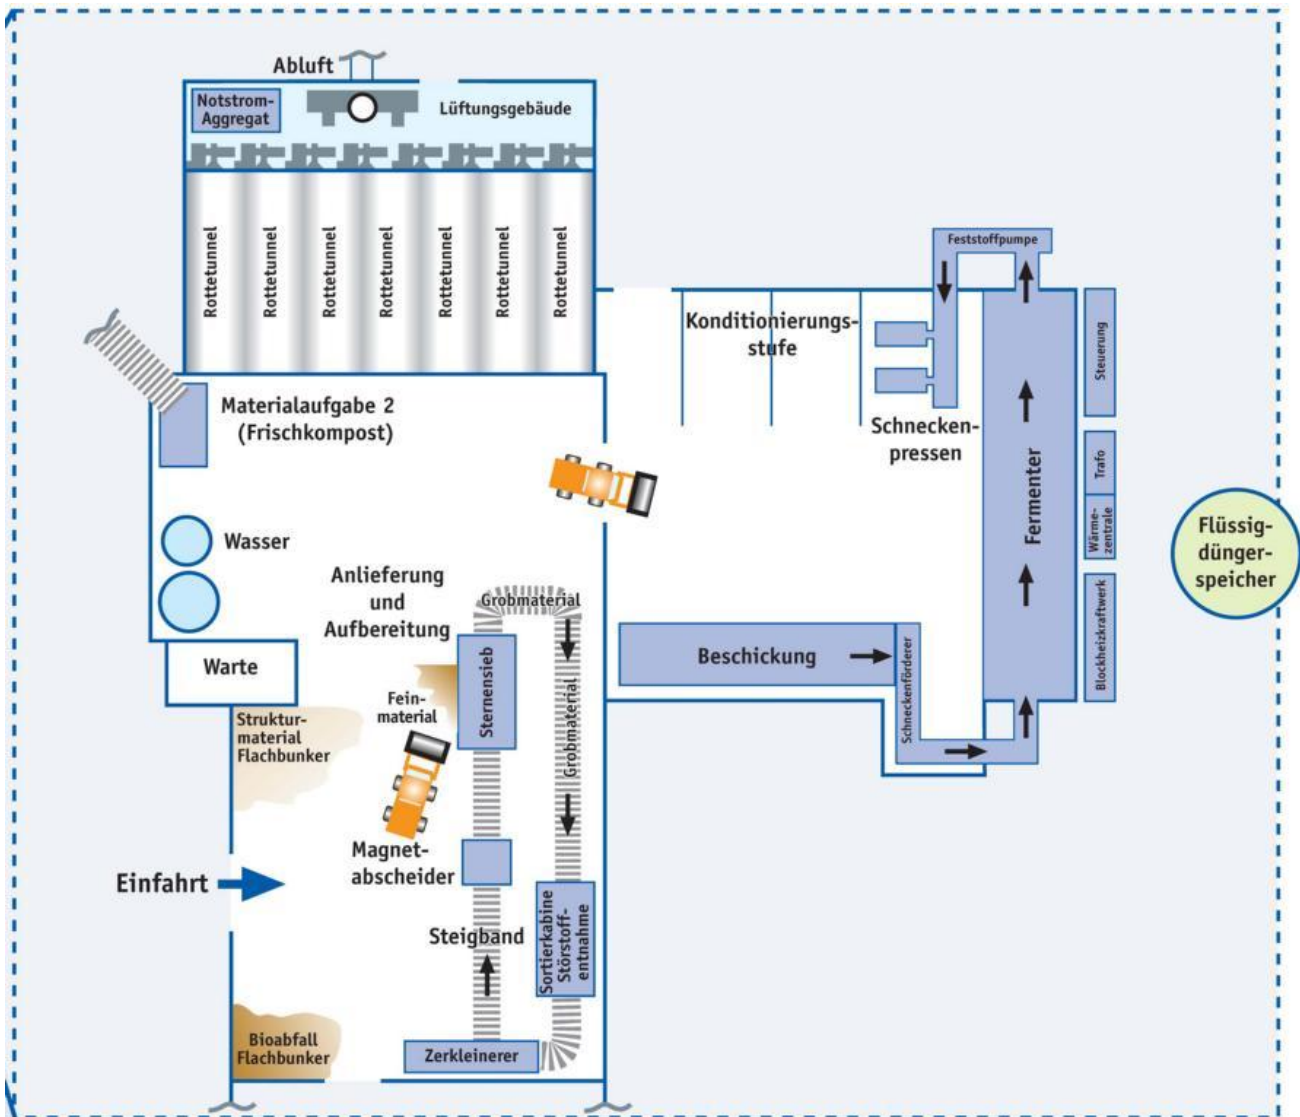 Abluft
Notstrom-
Aggregat
Lüftungsgebäude
Rottetunnel
Rottetunnel
Rottetunnel
Rottetunnel
Rottetunnel
Rottetunnel
Rottetunnel
Feststoffpumpe
Konditionierungs-
stufe
Steuerung
Materialaufgabe 2
(Frischkompost)
Schnecken-
pressen
Trafo
Fermenter
Wärme-
zentrale
Flüssig-
dünger-
speicher
Wasser
Anlieferung
und
Aufbereitung
Grobmaterial
Blockheizkraftwerk
Warte
Beschickung
Schneckenförderer
Sternensieb
Fein-
material
Grobmaterial
Struktur-
material
Flachbunker
Magnet-
abscheider
Einfahrt
Steigband
Sortierkabine
Störstoff-
entnahme
Bioabfall
Flachbunker
Zerkleinerer